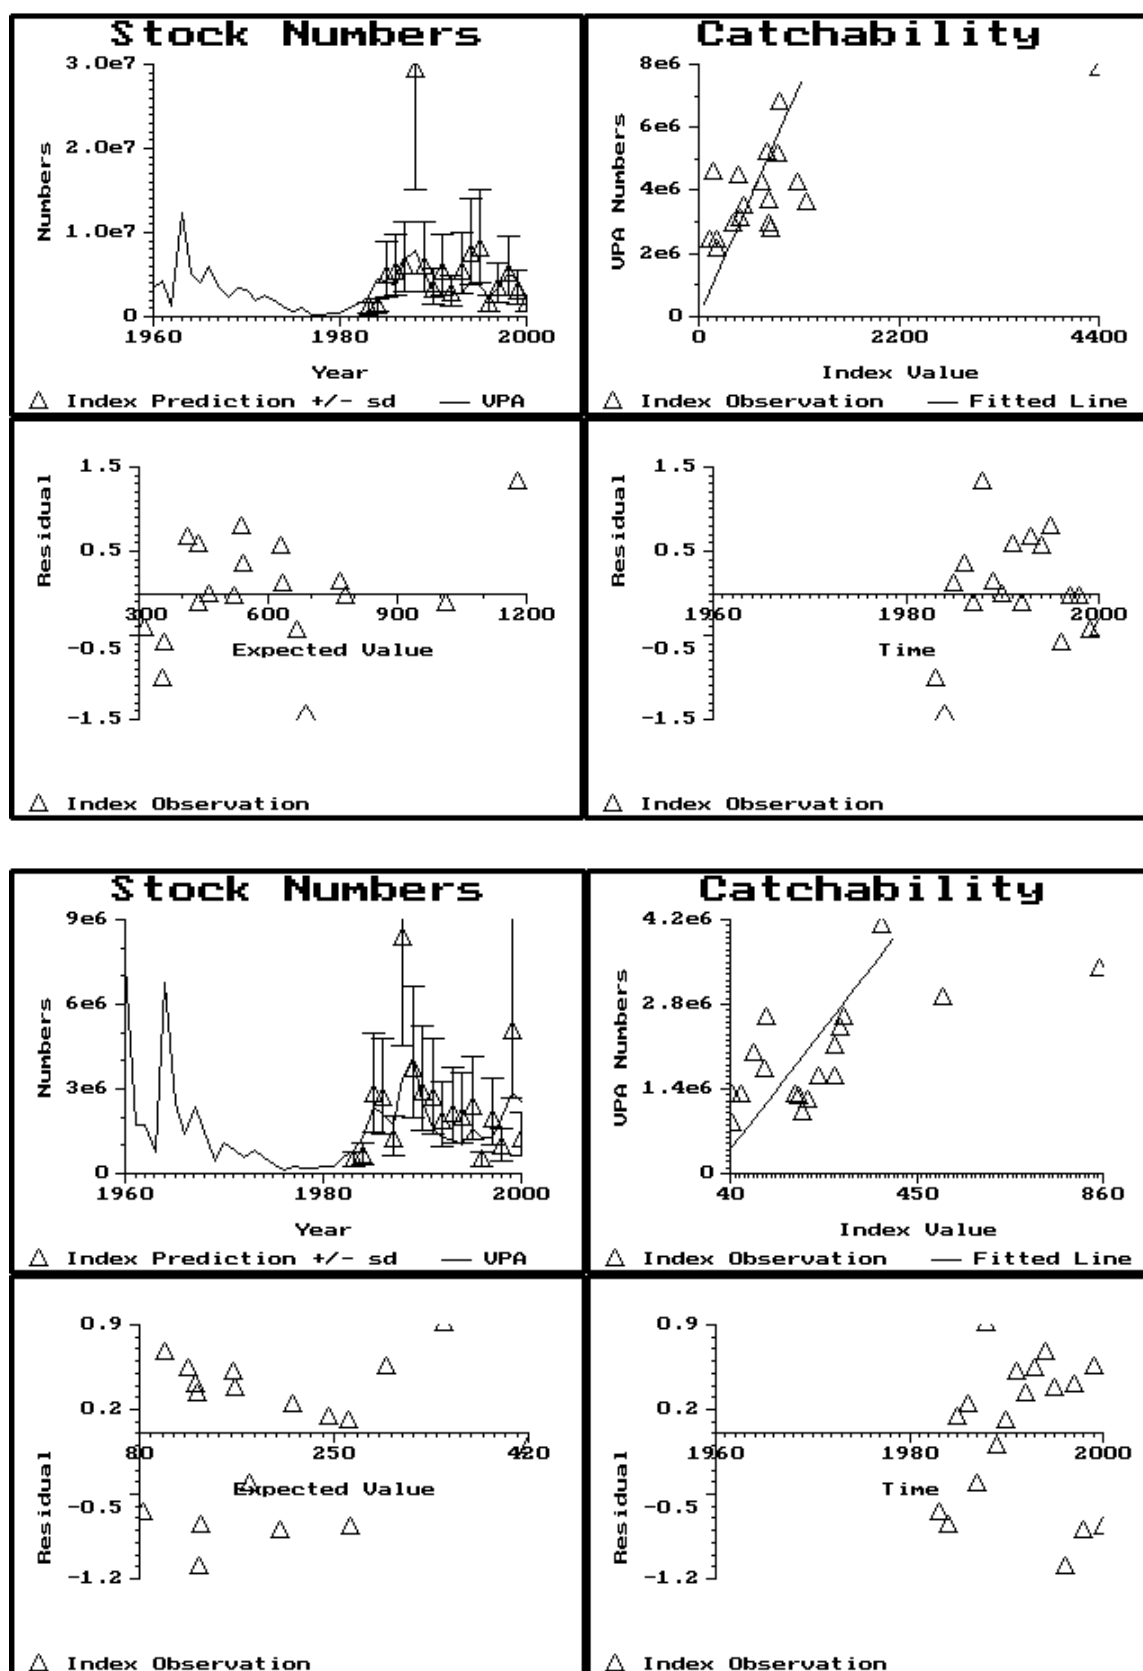 Stock Numbers
3.0e7
2.0e7
1.0e7
0
Numbers
1960 1980 2000
Year
Index Prediction +/- sd VPA
Catchability
8e6
6e6
4e6
2e6
0
VPA Numbers
0 2200 4400
Index Value
Index Observation Fitted Line
1.5
0.5
-0.5
-1.5
Residual
300 600 900 1200
Expected Value
Index Observation
1.5
0.5
-0.5
-1.5
Residual
1960 1980 2000
Time
Index Observation
Stock Numbers
9e6
6e6
3e6
0
Numbers
1960 1980 2000
Year
Index Prediction +/- sd VPA
Catchability
4.2e6
2.8e6
1.4e6
0
VPA Numbers
40 450 860
Index Value
Index Observation Fitted Line
0.9
0.2
-0.5
-1.2
Residual
80 250 420
Expected Value
Index Observation
0.9
0.2
-0.5
-1.2
Residual
1960 1980 2000
Time
Index Observation